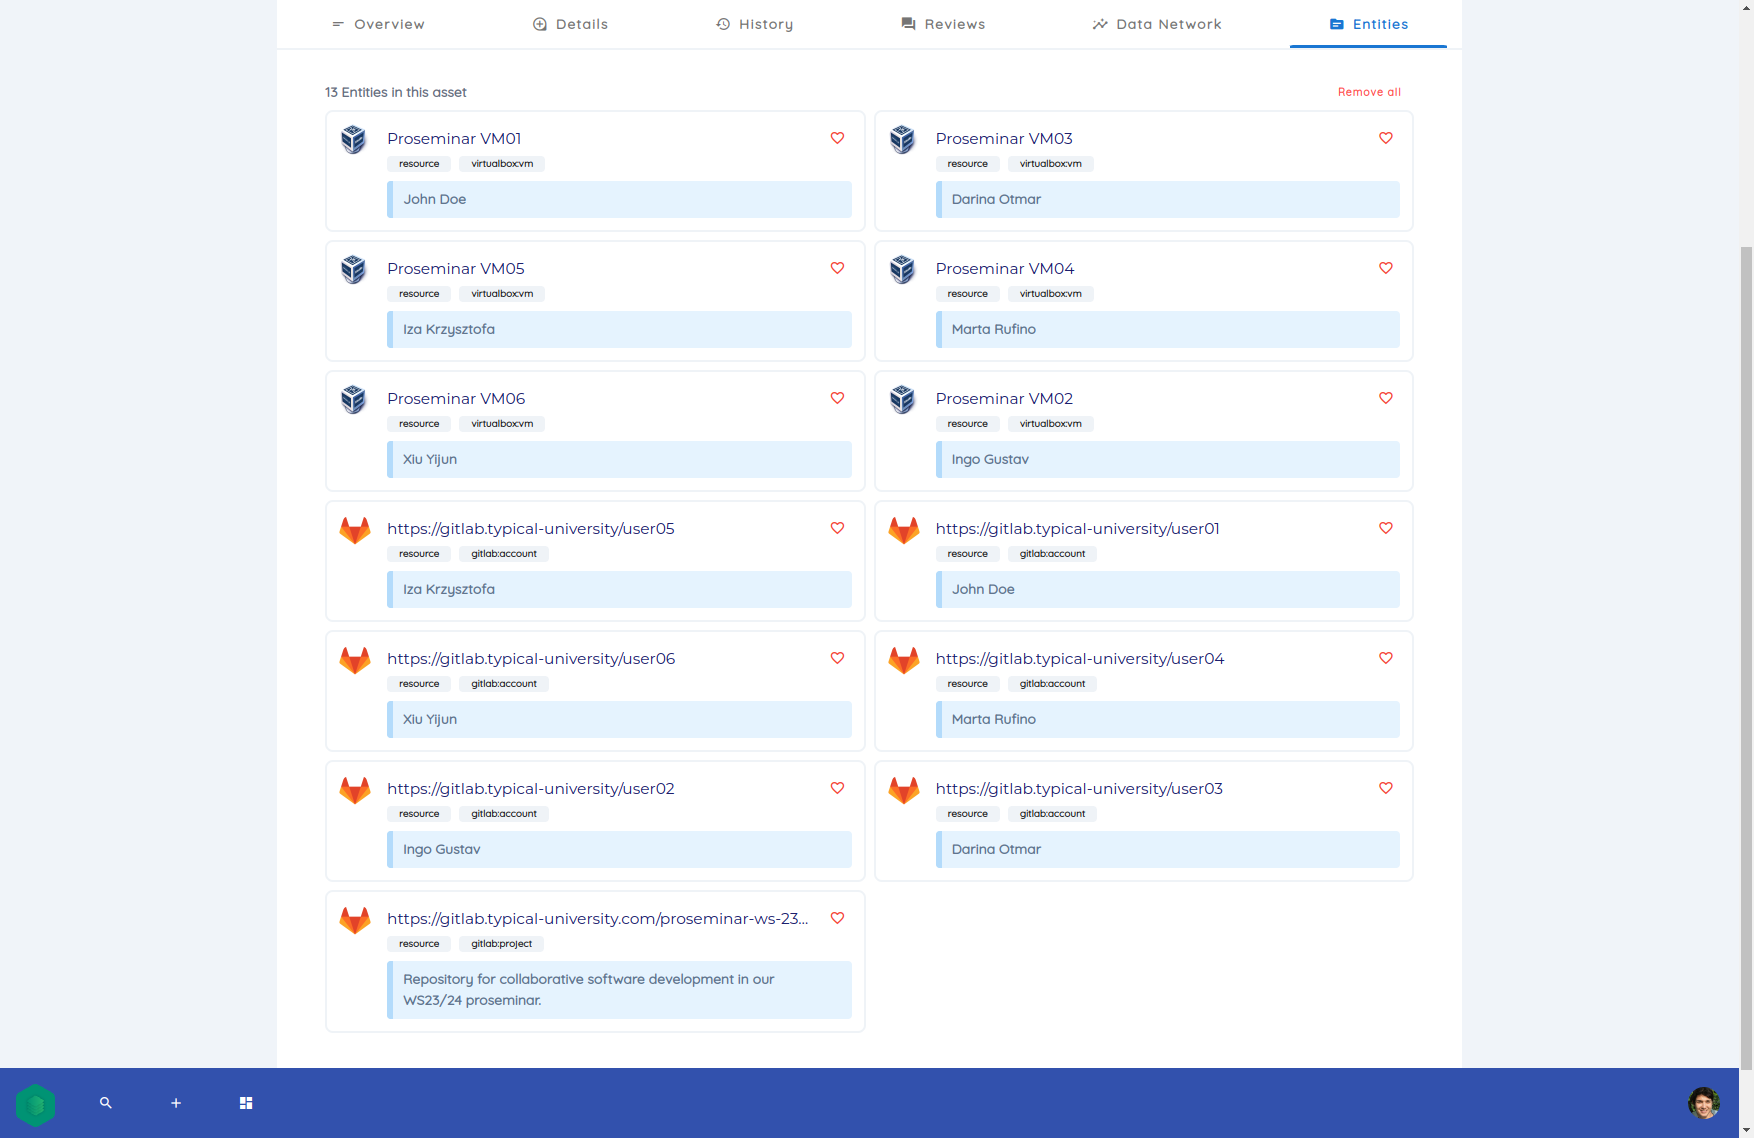 Overview
Details
History
Reviews
Data Network
Entities
13 Entities in this asset
Remove all
Proseminar VM01
resource virtualbox:vm
John Doe
Proseminar VM03
resource virtualbox:vm
Darina Otmar
Proseminar VM05
resource virtualbox:vm
Iza Krzysztofa
Proseminar VM04
resource virtualbox:vm
Marta Rufino
Proseminar VM06
resource virtualbox:vm
Xiu Yijun
Proseminar VM02
resource virtualbox:vm
Ingo Gustav
https://gitlab.typical-university/user05
resource gitlab:account
Iza Krzysztofa
https://gitlab.typical-university/user01
resource gitlab:account
John Doe
https://gitlab.typical-university/user06
resource gitlab:account
Xiu Yijun
https://gitlab.typical-university/user04
resource gitlab:account
Marta Rufino
https://gitlab.typical-university/user02
resource gitlab:account
Ingo Gustav
https://gitlab.typical-university/user03
resource gitlab:account
Darina Otmar
https://gitlab.typical-university.com/proseminar-ws-23...
resource gitlab:project
Repository for collaborative software development in our
WS23/24 proseminar.